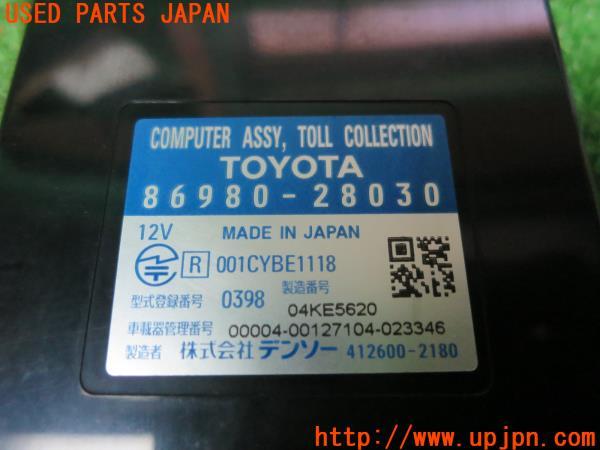 USED PARTS JAPAN
COMPUTER ASSY, TOLL COLLECTION
TOYOTA
86980-28030
12V MADE IN JAPAN
R 001CYBE1118
型式登録番号 0398 製造番号 04KE5620
車載器管理番号 00004-00127104-023346
製造者 株式会社デンソー 412600-2180
UPJ www.upjpn.com